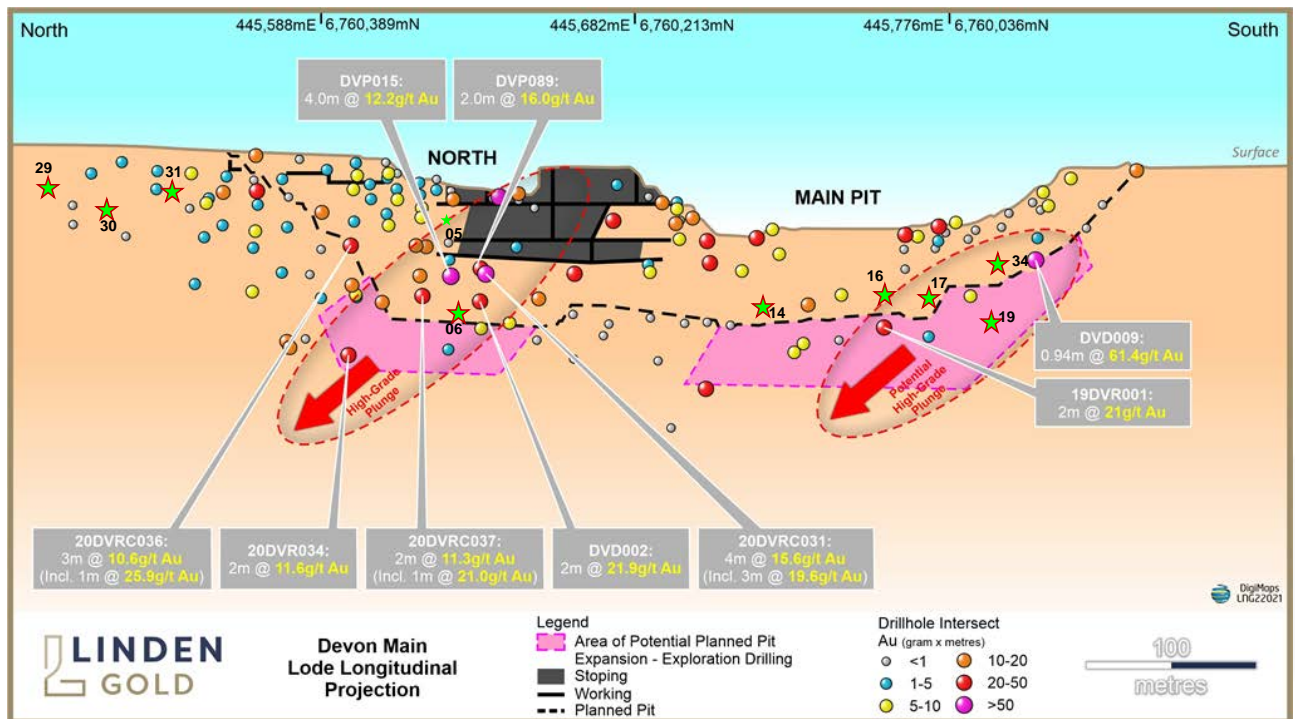 North
445,588mE 6,760,389mN
445,682mE 6,760,213mN
445,776mE 6,760,036mN
South
DVP015:
4.0m @ 12.2g/t Au
DVP089:
2.0m @ 16.0g/t Au
NORTH
Surface
MAIN PIT
29
30
31
05
06
14
16
17
34
19
High-Grade
Plunge
Potential
High-Grade
Plunge
DVD009:
0.94m @ 61.4g/t Au
19DVR001:
2m @ 21g/t Au
20DVRC036:
3m @ 10.6g/t Au
(Incl. 1m @ 25.9g/t Au)
20DVR034:
2m @ 11.6g/t Au
20DVRC037:
2m @ 11.3g/t Au
(Incl. 1m @ 21.0g/t Au)
DVD002:
2m @ 21.9g/t Au
20DVRC031:
4m @ 15.6g/t Au
(Incl. 3m @ 19.6g/t Au)
DigiMaps
LNG22021
LINDEN
GOLD
Devon Main
Lode Longitudinal
Projection
Legend
Area of Potential Planned Pit
Expansion - Exploration Drilling
Stoping
Working
Planned Pit
Drillhole Intersect
Au (gram x metres)
<1
1-5
5-10
10-20
20-50
>50
100
metres